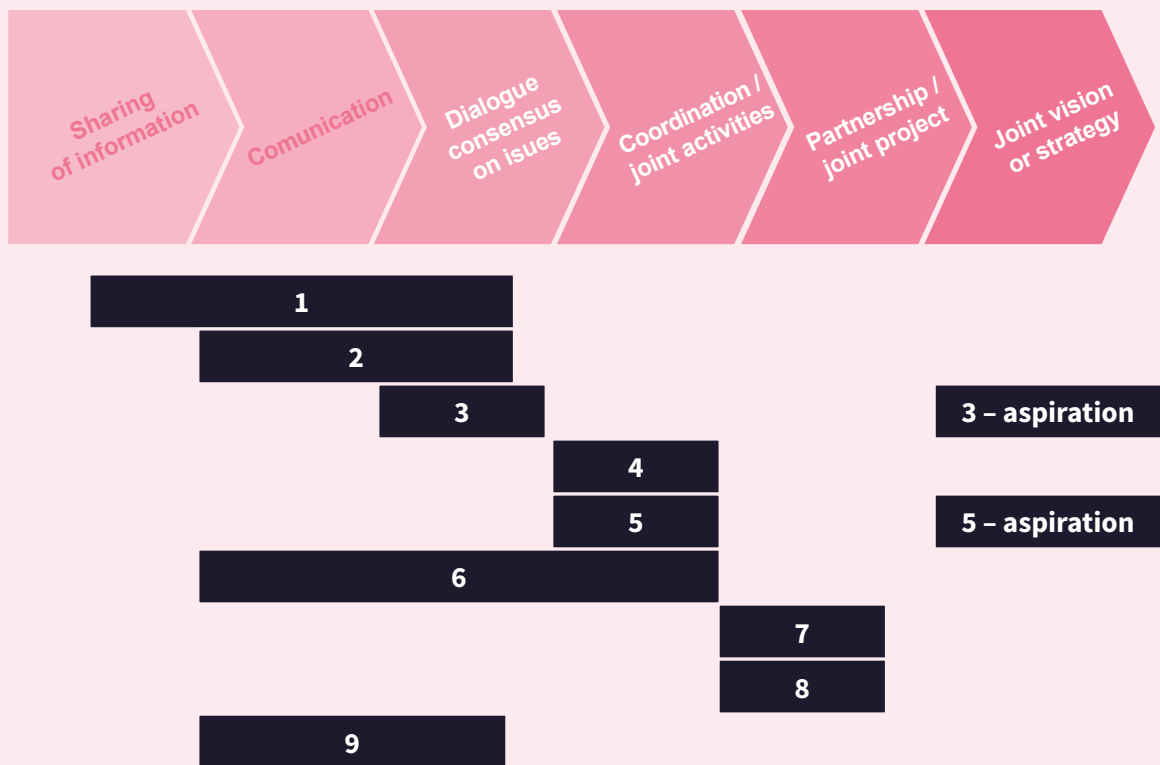 Sharing
of information
Comunication
Dialogue
consensus
on isues
Coordination /
joint activities
Partnership /
joint project
Joint vision
or strategy
1
2
3
3 – aspiration
4
5
5 – aspiration
6
7
8
9